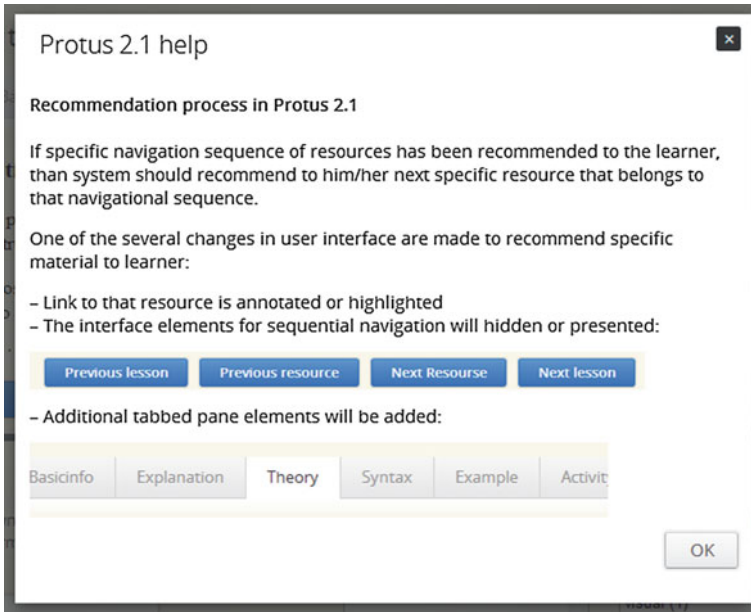 Protus 2.1 help
×
Recommendation process in Protus 2.1
If specific navigation sequence of resources has been recommended to the learner,
than system should recommend to him/her next specific resource that belongs to
that navigational sequence.
One of the several changes in user interface are made to recommend specific
material to learner:
– Link to that resource is annotated or highlighted
– The interface elements for sequential navigation will hidden or presented:
Previous lesson Previous resource Next Resourse Next lesson
– Additional tabbed pane elements will be added:
Basicinfo Explanation Theory Syntax Example Activit
OK
visual (1)